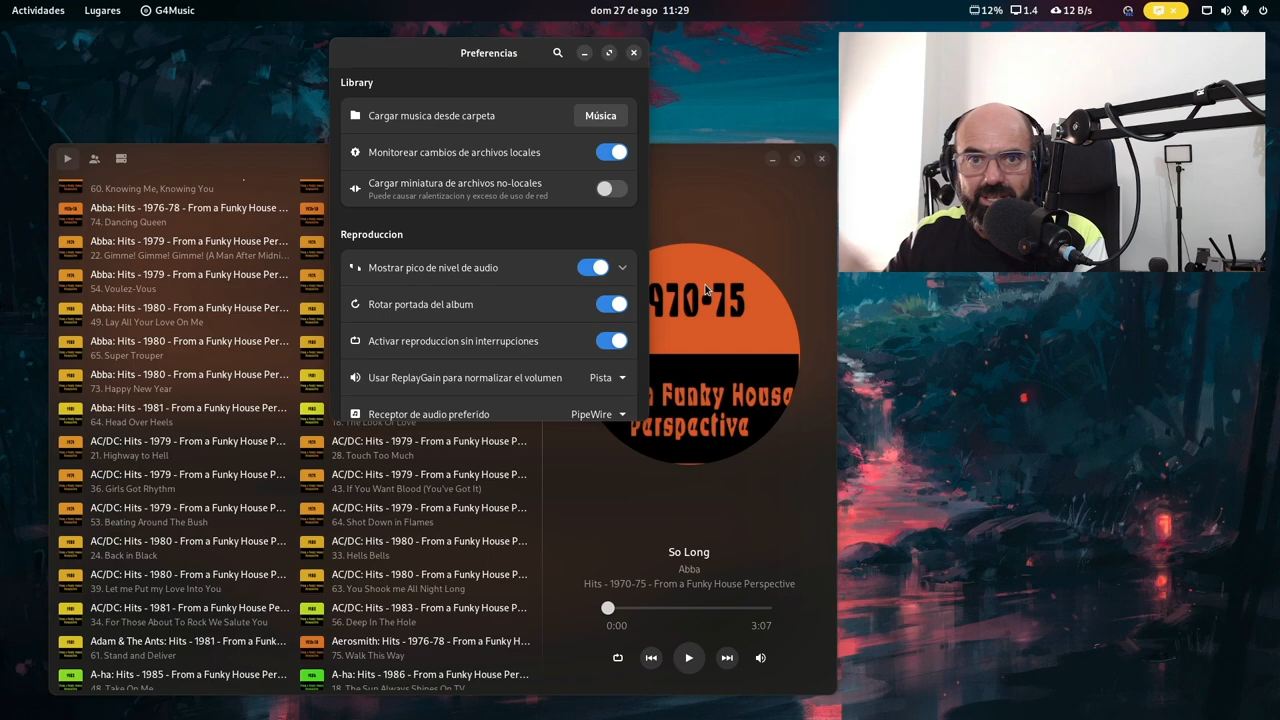 Actividades
Lugares
G4Music
dom 27 de ago 11:29
12%
1.4
12 B/s
Preferencias
Library
Cargar musica desde carpeta
Música
Monitorear cambios de archivos locales
Cargar miniatura de archivos no-locales
Puede causar ralentizacion y exceso de uso de red
Reproduccion
Mostrar pico de nivel de audio
Rotar portada del album
Activar reproduccion sin interrupciones
Usar ReplayGain para normalizar el volumen
Pista
Receptor de audio preferido
PipeWire
60. Knowing Me, Knowing You
Abba: Hits - 1976-78 - From a Funky House ...
74. Dancing Queen
Abba: Hits - 1979 - From a Funky House Per...
22. Gimme! Gimme! Gimme! (A Man After Midni...
Abba: Hits - 1979 - From a Funky House Per...
54. Voulez-Vous
Abba: Hits - 1980 - From a Funky House Per...
49. Lay All Your Love On Me
Abba: Hits - 1980 - From a Funky House Per...
65. Super Trouper
Abba: Hits - 1980 - From a Funky House Per...
73. Happy New Year
Abba: Hits - 1981 - From a Funky House Per...
64. Head Over Heels
18. The Look Of Love
AC/DC: Hits - 1979 - From a Funky House P...
21. Highway to Hell
AC/DC: Hits - 1979 - From a Funky House P...
28. Touch Too Much
AC/DC: Hits - 1979 - From a Funky House P...
36. Girls Got Rhythm
AC/DC: Hits - 1979 - From a Funky House P...
43. If You Want Blood (You've Got It)
AC/DC: Hits - 1979 - From a Funky House P...
53. Beating Around The Bush
AC/DC: Hits - 1979 - From a Funky House P...
64. Shot Down in Flames
AC/DC: Hits - 1980 - From a Funky House P...
24. Back in Black
AC/DC: Hits - 1980 - From a Funky House P...
33. Hells Bells
AC/DC: Hits - 1980 - From a Funky House P...
39. Let me Put my Love Into You
AC/DC: Hits - 1980 - From a Funky House P...
63. You Shook me All Night Long
AC/DC: Hits - 1981 - From a Funky House P...
34. For Those About To Rock We Salute You
AC/DC: Hits - 1983 - From a Funky House P...
56. Deep In The Hole
Adam & The Ants: Hits - 1981 - From a Funk...
61. Stand and Deliver
Aerosmith: Hits - 1976-78 - From a Funky H...
75. Walk This Way
A-ha: Hits - 1985 - From a Funky House Per...
48. Take On Me
A-ha: Hits - 1986 - From a Funky House Per...
18. The Sun Always Shines On TV
970-75
a Funky House
Perspective
So Long
Abba
Hits - 1970-75 - From a Funky House Perspective
0:00
3:07